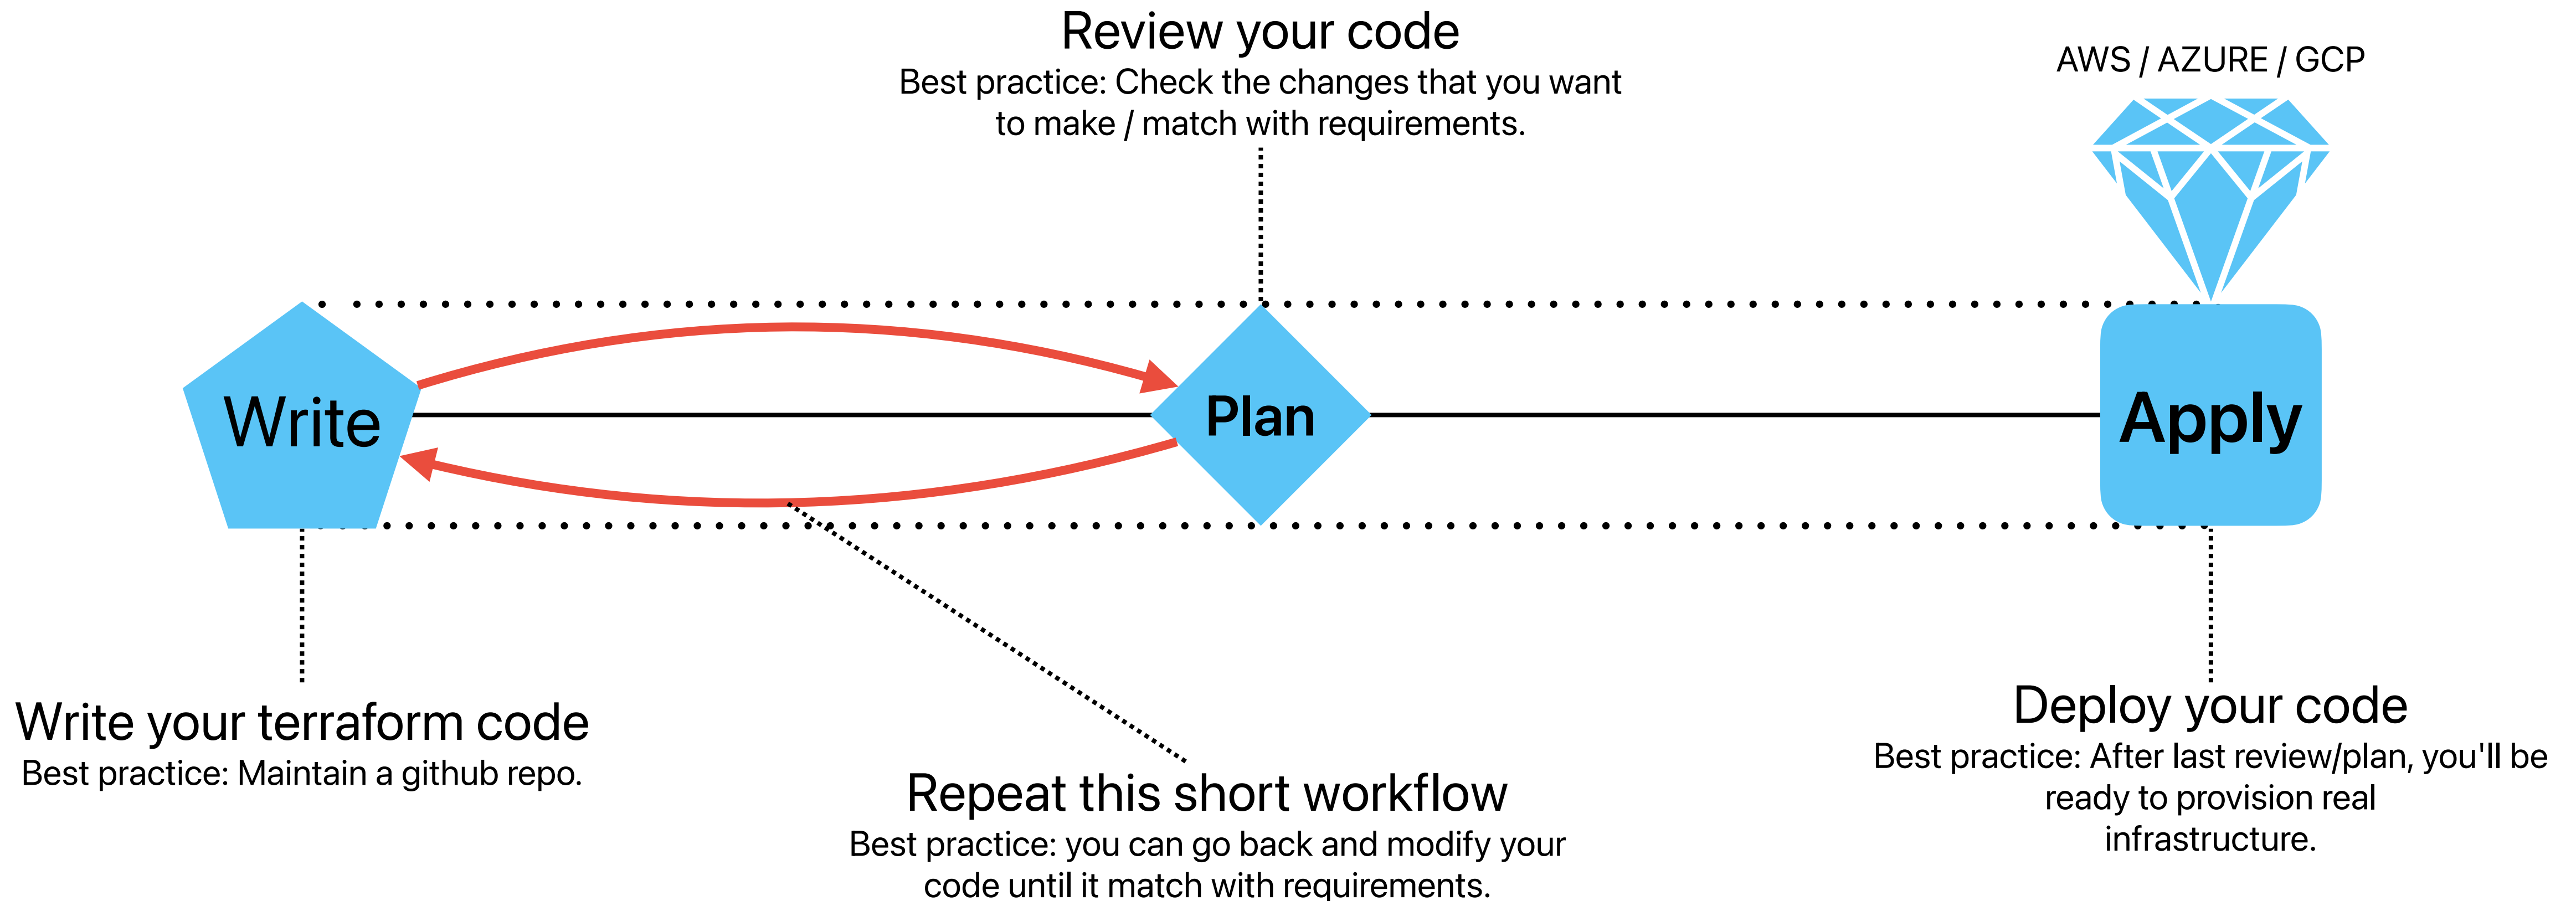 Review your code
Best practice: Check the changes that you want
to make / match with requirements.
AWS / AZURE / GCP
Write
Plan
Apply
Write your terraform code
Best practice: Maintain a github repo.
Repeat this short workflow
Best practice: you can go back and modify your
code until it match with requirements.
Deploy your code
Best practice: After last review/plan, you'll be
ready to provision real
infrastructure.